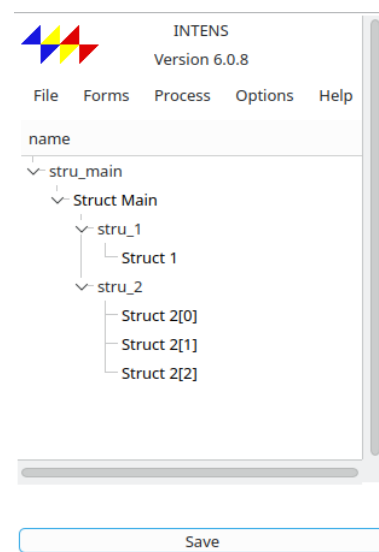 INTENS
Version 6.0.8
File Forms Process Options Help
name
stru_main
Struct Main
stru_1
Struct 1
stru_2
Struct 2[0]
Struct 2[1]
Struct 2[2]
Save